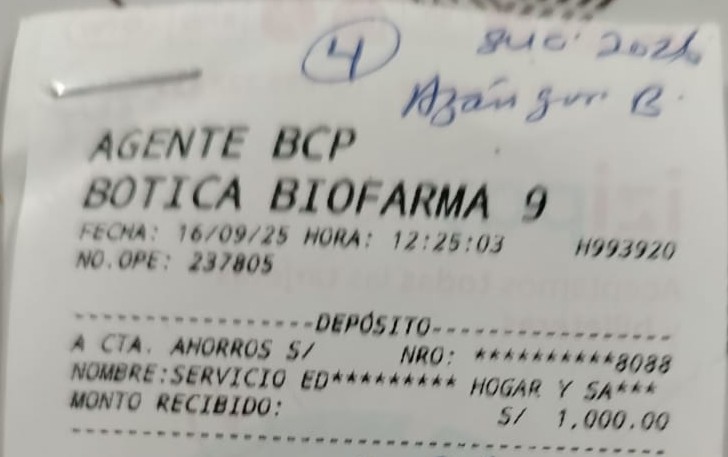 4
2026
B.
AGENTE BCP
BOTICA BIOFARMA 9
FECHA: 16/09/25 HORA: 12:25:03 H993920
NO.OPE: 237805
-----------------DEPÓSITO-----------------
A CTA. AHORROS S/ NRO: **********8088
NOMBRE:SERVICIO ED********* HOGAR Y SA***
MONTO RECIBIDO: S/ 1,000.00
------------------------------------------